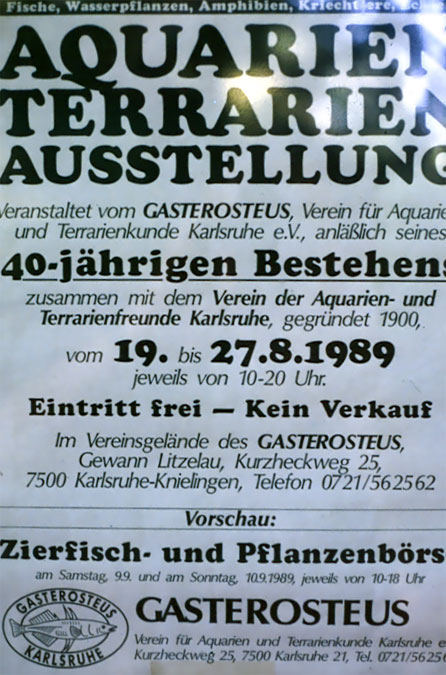 Fische, Wasserpflanzen, Amphibien, Kriechtiere,
AQUARIEN
TERRARIEN
AUSSTELLUNG
Veranstaltet vom GASTEROSTEUS, Verein für Aquarie
und Terrarienkunde Karlsruhe e.V., anläßlich seines
40-jährigen Bestehens
zusammen mit dem Verein der Aquarien- und
Terrarienfreunde Karlsruhe, gegründet 1900,
vom 19. bis 27.8.1989
jeweils von 10-20 Uhr.
Eintritt frei — Kein Verkauf
Im Vereinsgelände des GASTEROSTEUS,
Gewann Litzelau, Kurzheckweg 25,
7500 Karlsruhe-Knielingen, Telefon 0721/562562
Vorschau:
Zierfisch- und Pflanzenbörs
am Samstag, 9.9. und am Sonntag, 10.9.1989, jeweils von 10-18 Uhr
GASTEROSTEUS
KARLSRUHE
GASTEROSTEUS
Verein für Aquarien und Terrarienkunde Karlsruhe e
Kurzheckweg 25, 7500 Karlsruhe 21, Tel. 0721/5625